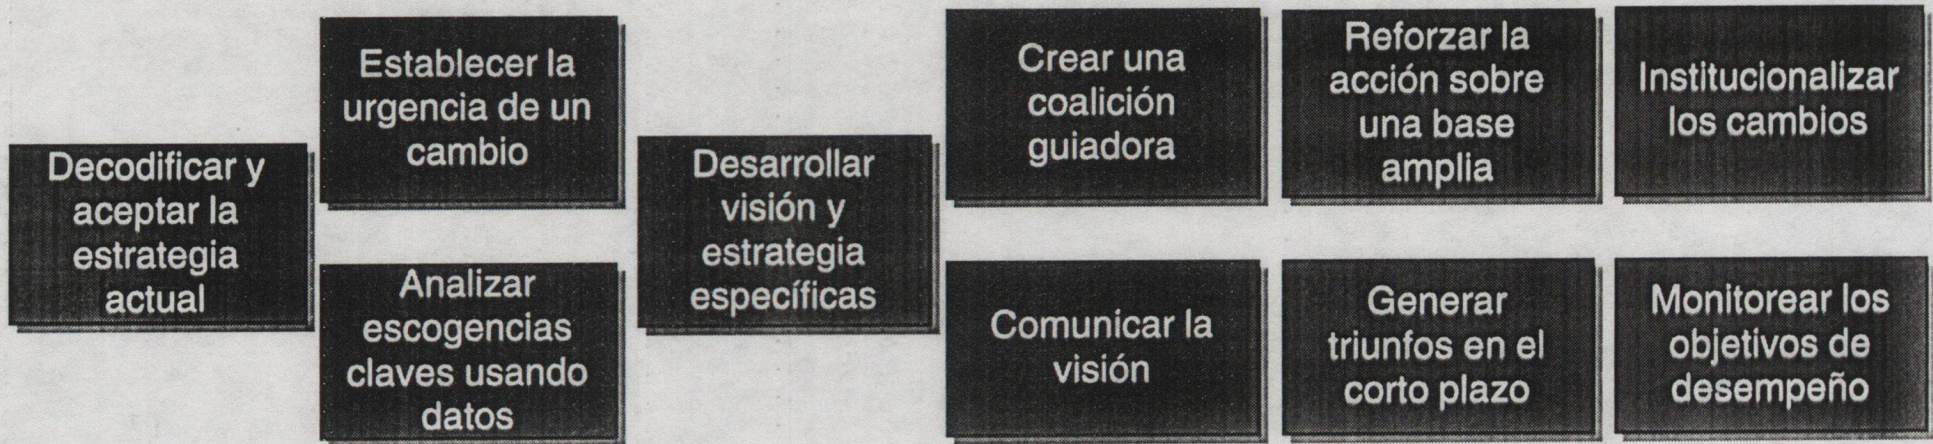 Decodificar y
aceptar la
estrategia
actual
Establecer la
urgencia de un
cambio
Analizar
escogencias
claves usando
datos
Desarrollar
visión y
estrategia
específicas
Crear una
coalición
guiadora
Comunicar la
visión
Reforzar la
acción sobre
una base
amplia
Generar
triunfos en el
corto plazo
Institucionalizar
los cambios
Monitorear los
objetivos de
desempeño